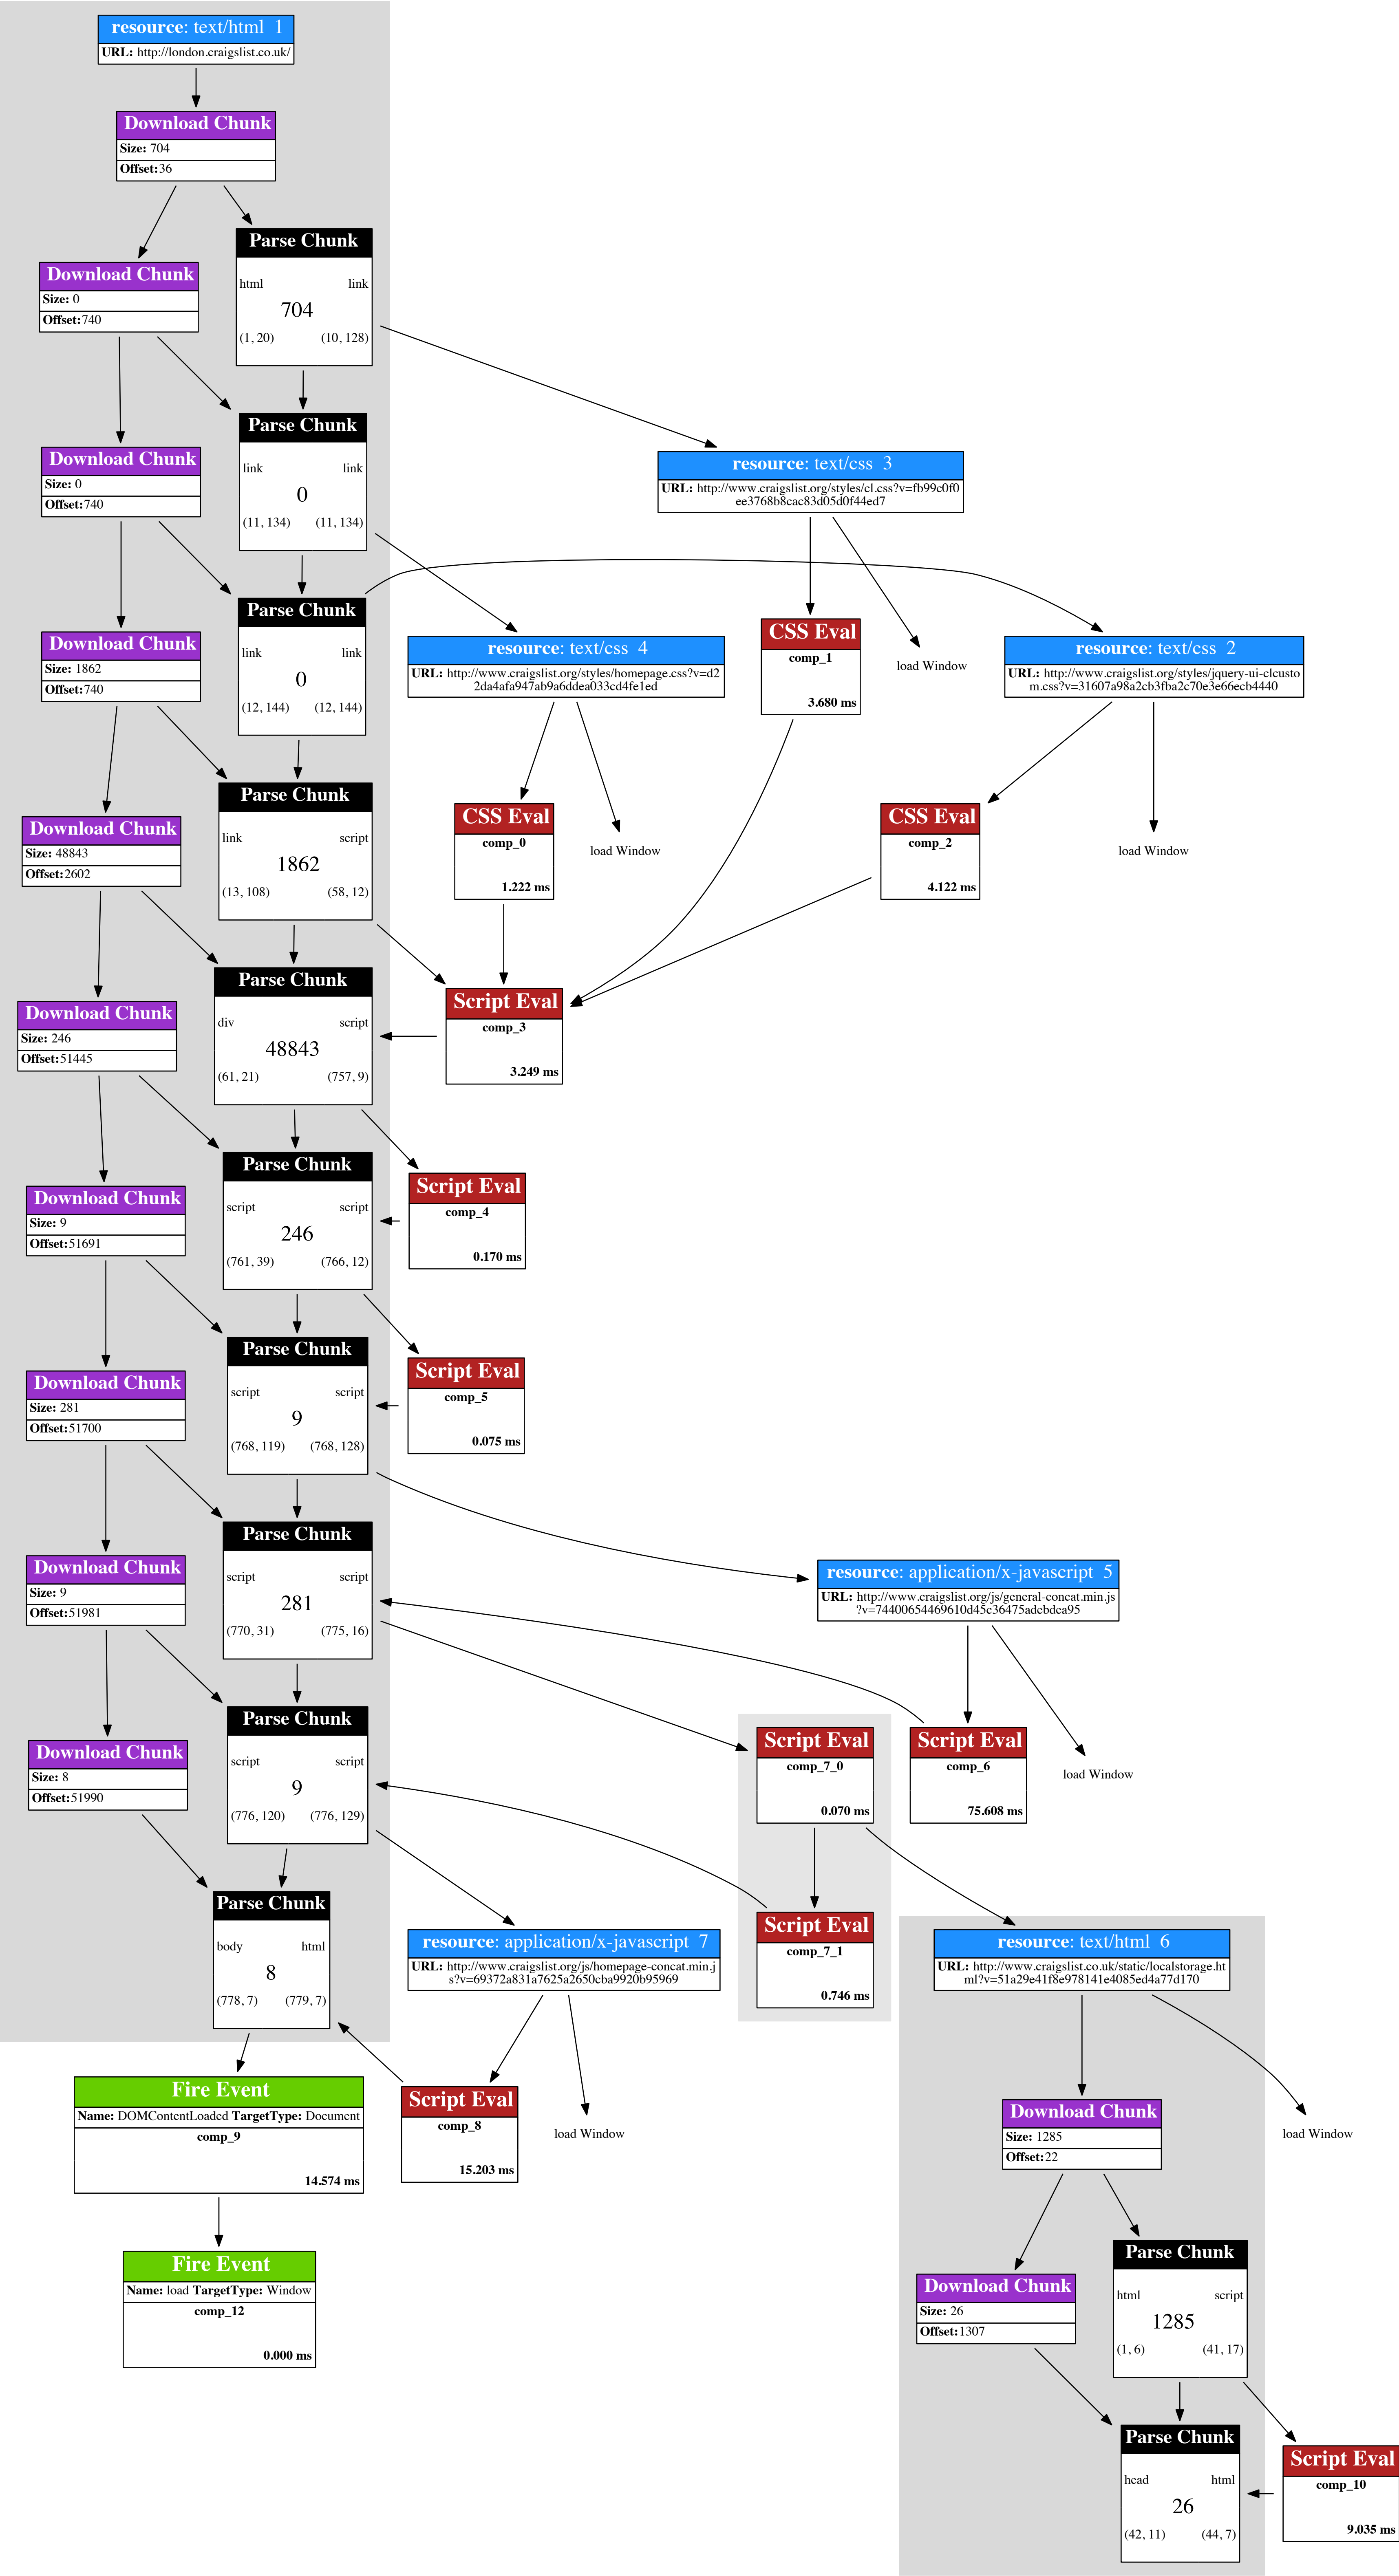 resource: text/html 1
URL: http://london.craigslist.co.uk/
Download Chunk
Size: 704
Offset:36
Parse Chunk
html link
704
(1, 20) (10, 128)
Download Chunk
Size: 0
Offset:740
Parse Chunk
link link
0
(11, 134) (11, 134)
Download Chunk
Size: 0
Offset:740
resource: text/css 3
URL: http://www.craigslist.org/styles/cl.css?v=fb99c0f0
ee3768b8cac83d05d0f44ed7
Parse Chunk
link link
0
(12, 144) (12, 144)
Download Chunk
Size: 1862
Offset:740
resource: text/css 4
URL: http://www.craigslist.org/styles/homepage.css?v=d2
2da4afa947ab9a6ddea033cd4fe1ed
CSS Eval
comp_1
3.680 ms
load Window
resource: text/css 2
URL: http://www.craigslist.org/styles/jquery-ui-clcusto
m.css?v=31607a98a2cb3fba2c70e3e66ecb4440
Parse Chunk
link script
1862
(13, 108) (58, 12)
Download Chunk
Size: 48843
Offset:2602
CSS Eval
comp_0
1.222 ms
load Window
CSS Eval
comp_2
4.122 ms
load Window
Parse Chunk
div script
48843
(61, 21) (757, 9)
Download Chunk
Size: 246
Offset:51445
Script Eval
comp_3
3.249 ms
Parse Chunk
script script
246
(761, 39) (766, 12)
Download Chunk
Size: 9
Offset:51691
Script Eval
comp_4
0.170 ms
Parse Chunk
script script
9
(768, 119) (768, 128)
Download Chunk
Size: 281
Offset:51700
Script Eval
comp_5
0.075 ms
Parse Chunk
script script
281
(770, 31) (775, 16)
Download Chunk
Size: 9
Offset:51981
resource: application/x-javascript 5
URL: http://www.craigslist.org/js/general-concat.min.js
?v=74400654469610d45c36475adebdea95
Parse Chunk
script script
9
(776, 120) (776, 129)
Download Chunk
Size: 8
Offset:51990
Script Eval
comp_7_0
0.070 ms
Script Eval
comp_6
75.608 ms
load Window
Parse Chunk
body html
8
(778, 7) (779, 7)
resource: application/x-javascript 7
URL: http://www.craigslist.org/js/homepage-concat.min.j
s?v=69372a831a7625a2650cba9920b95969
Script Eval
comp_7_1
0.746 ms
resource: text/html 6
URL: http://www.craigslist.co.uk/static/localstorage.ht
ml?v=51a29e41f8e978141e4085ed4a77d170
Fire Event
Name: DOMContentLoaded TargetType: Document
comp_9
14.574 ms
Script Eval
comp_8
15.203 ms
load Window
Download Chunk
Size: 1285
Offset:22
load Window
Fire Event
Name: load TargetType: Window
comp_12
0.000 ms
Download Chunk
Size: 26
Offset:1307
Parse Chunk
html script
1285
(1, 6) (41, 17)
Parse Chunk
head html
26
(42, 11) (44, 7)
Script Eval
comp_10
9.035 ms